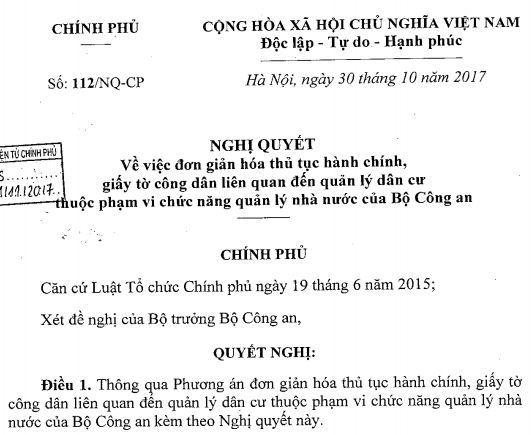 CHÍNH PHỦ
CỘNG HÒA XÃ HỘI CHỦ NGHĨA VIỆT NAM
Độc lập - Tự do - Hạnh phúc
Số: 112/NQ-CP
Hà Nội, ngày 30 tháng 10 năm 2017
NGHỊ QUYẾT
Về việc đơn giản hóa thủ tục hành chính,
ỆN TỬ CHÍNH PHỦ
giấy tờ công dân liên quan đến quản lý dân cư
thuộc phạm vi chức năng quản lý nhà nước của Bộ Công an
CHÍNH PHỦ
Căn cứ Luật Tổ chức Chính phủ ngày 19 tháng 6 năm 2015;
Xét đề nghị của Bộ trưởng Bộ Công an,
QUYẾT NGHỊ:
Điều 1. Thông qua Phương án đơn giản hóa thủ tục hành chính, giấy tờ
công dân liên quan đến quản lý dân cư thuộc phạm vi chức năng quản lý nhà
nước của Bộ Công an kèm theo Nghị quyết này.